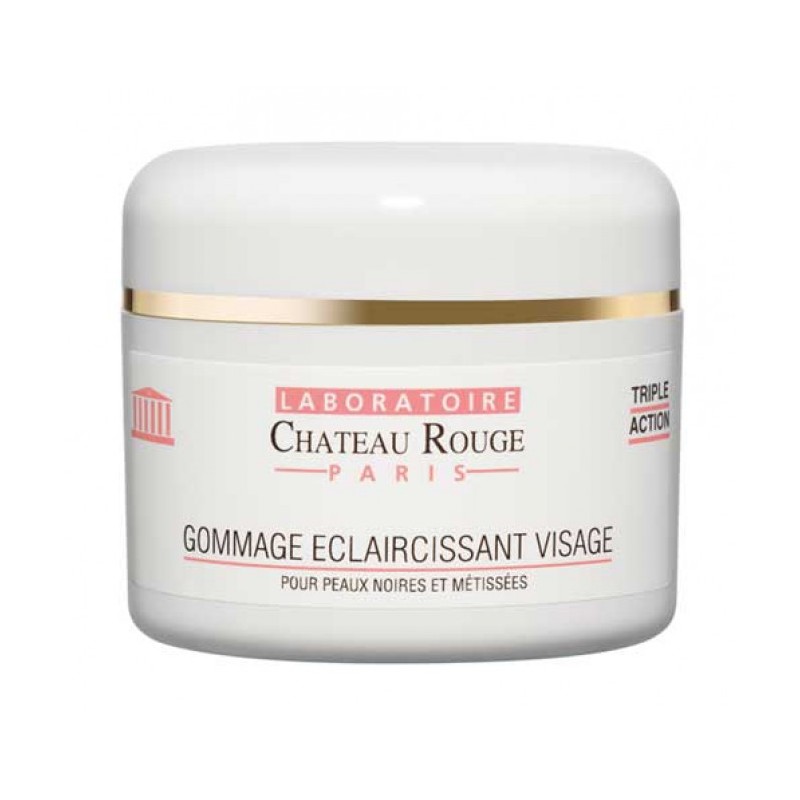 LABORATOIRE
CHATEAU ROUGE
PARIS
TRIPLE
ACTION
GOMMAGE ECLAIRCISSANT VISAGE
POUR PEAUX NOIRES ET MÉTISSÉES